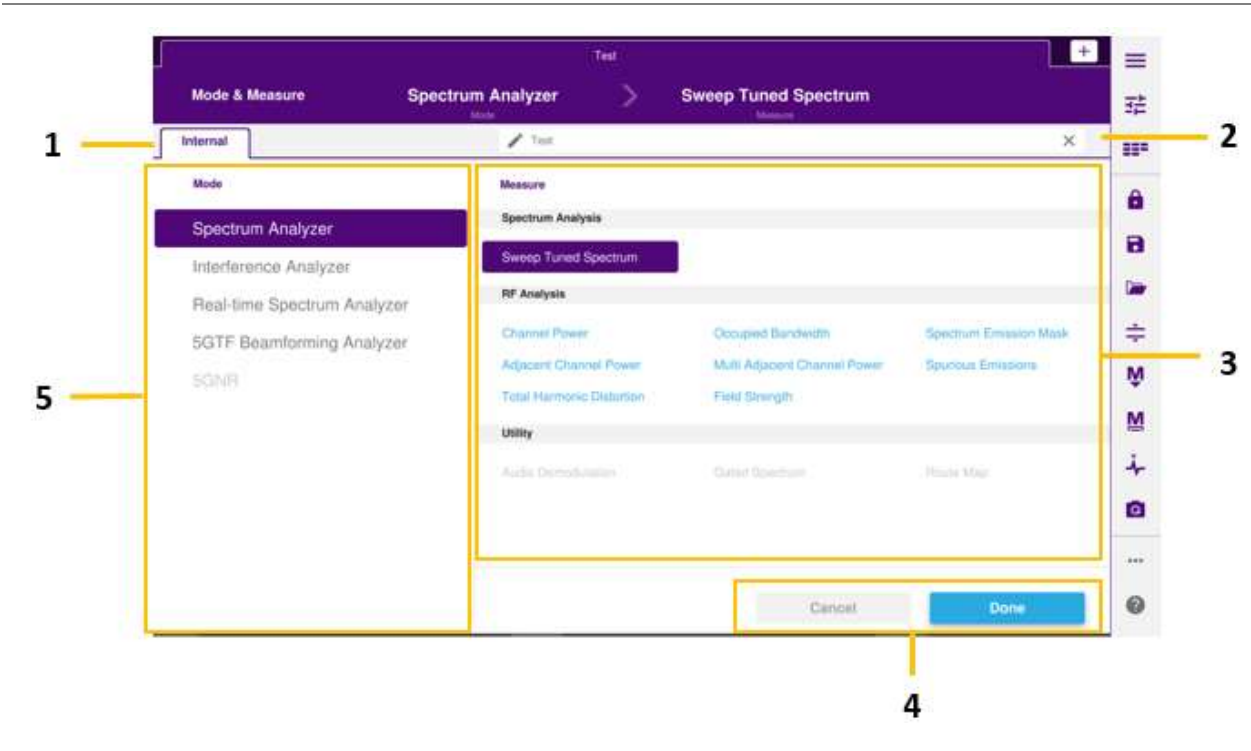 Test
+
Mode & Measure Spectrum Analyzer Sweep Tuned Spectrum
Mode Measure
1 Internal Test 2
Mode Measure
Spectrum Analysis
Spectrum Analyzer
Sweep Tuned Spectrum
Interference Analyzer
RF Analysis
Real-time Spectrum Analyzer
Channel Power Occupied Bandwidth Spectrum Emission Mask
5GTF Beamforming Analyzer
Adjacent Channel Power Multi Adjacent Channel Power Spurious Emissions 3
5GNR
Total Harmonic Distortion Field Strength
5
Utility
Audio Demodulation Gated Spectrum Route Map
Cancel Done
4
M
M